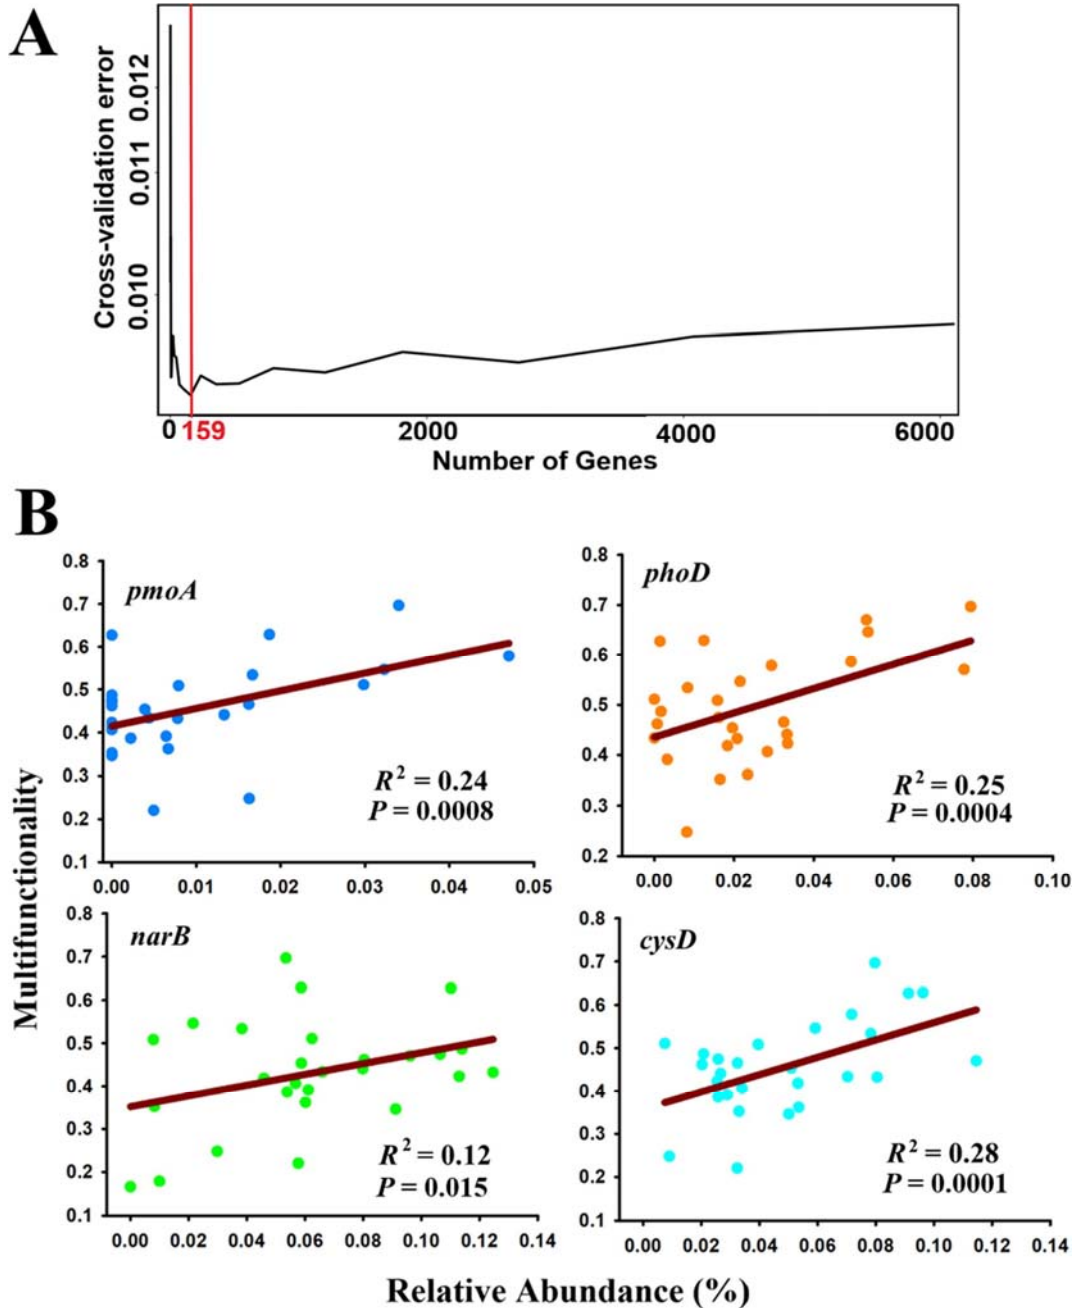 A
Cross-validation error
0.012
0.011
0.010
0 159 2000 4000 6000
Number of Genes
B
Multifunctionality
pmoA
0.8
0.7
0.6
0.5
0.4
0.3
0.2
0.1
R² = 0.24
P = 0.0008
0.00 0.01 0.02 0.03 0.04 0.05
phoD
0.8
0.7
0.6
0.5
0.4
0.3
0.2
R² = 0.25
P = 0.0004
0.00 0.02 0.04 0.06 0.08 0.10
narB
0.8
0.7
0.6
0.5
0.4
0.3
0.2
0.1
R² = 0.12
P = 0.015
0.00 0.02 0.04 0.06 0.08 0.10 0.12 0.14
cysD
0.8
0.7
0.6
0.5
0.4
0.3
0.2
0.1
R² = 0.28
P = 0.0001
0.00 0.02 0.04 0.06 0.08 0.10 0.12 0.14
Relative Abundance (%)